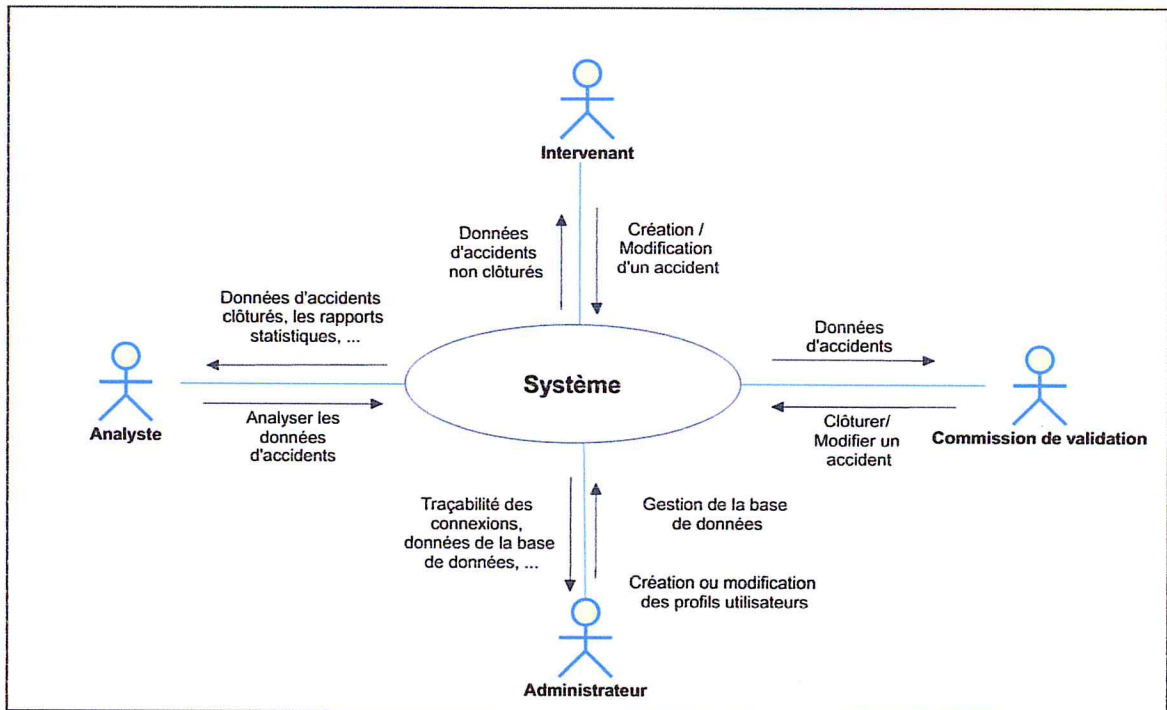 Intervenant
Données
d'accidents
non clôturés
Création /
Modification
d'un accident
Données d'accidents
clôturés, les rapports
statistiques, ...
Données
d'accidents
Système
Analyste
Analyser les
données
d'accidents
Clôturer/
Modifier un
accident
Commission de validation
Traçabilité des
connexions,
données de la base
de données, ...
Gestion de la base
de données
Création ou modification
des profils utilisateurs
Administrateur